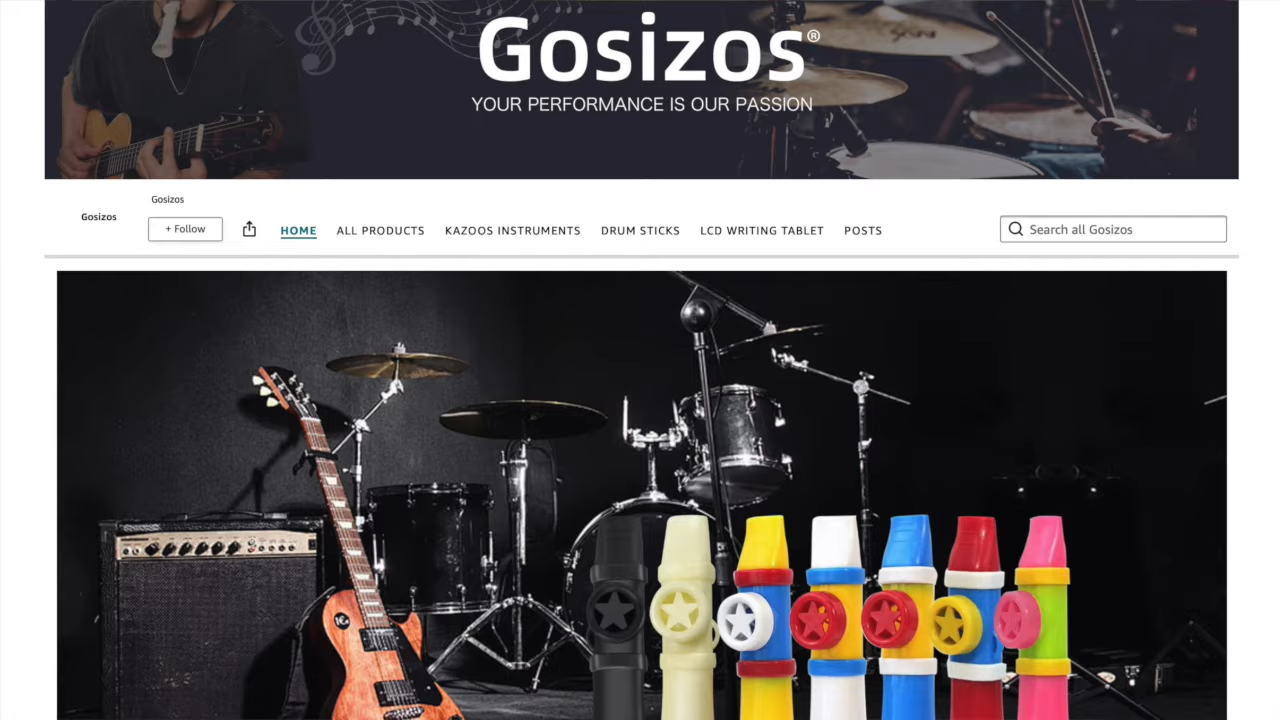 Gosizos®
YOUR PERFORMANCE IS OUR PASSION
Gosizos
Gosizos
+ Follow
HOME
ALL PRODUCTS
KAZOOS INSTRUMENTS
DRUM STICKS
LCD WRITING TABLET
POSTS
Search all Gosizos